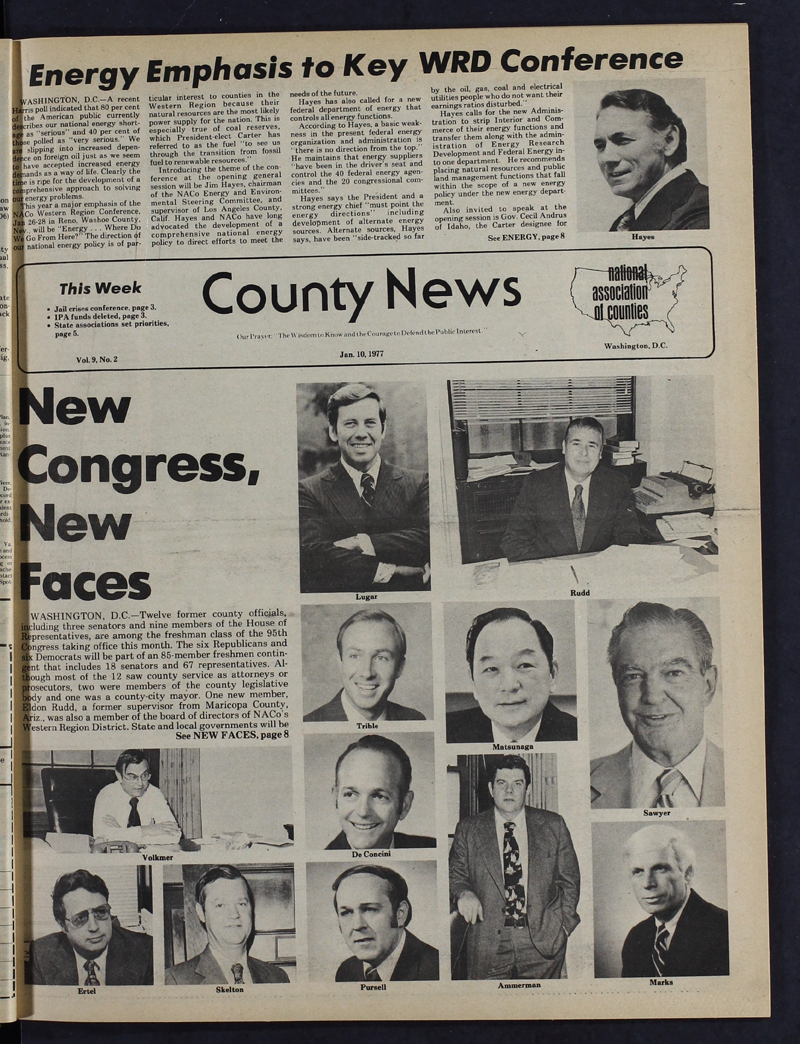 Energy Emphasis to Key WRD Conference
WASHINGTON, D.C.—A recent
Harris poll indicated that 80 per cent
of the American public currently
describes our national energy short-
age as "serious" and 40 per cent of
those polled as "very serious." We
are slipping into increased depen-
dence on foreign oil just as we seem
to have accepted increased energy
demands as a way of life. Clearly the
time is ripe for the development of a
comprehensive approach to solving
our energy problems.
This year a major emphasis of the
NACo Western Region Conference,
Jan 26-28 in Reno, Washoe County,
Nev., will be "Energy . . . Where Do
We Go From Here?" The direction of
our national energy policy is of par-
ticular interest to counties in the
Western Region because their
natural resources are the most likely
power supply for the nation. This is
especially true of coal reserves,
which President-elect Carter has
referred to as the fuel "to see us
through the transition from fossil
fuel to renewable resources."
Introducing the theme of the con-
ference at the opening general
session will be Jim Hayes, chairman
of the NACo Energy and Environ-
mental Steering Committee, and
supervisor of Los Angeles County,
Calif. Hayes and NACo have long
advocated the development of a
comprehensive national energy
policy to direct efforts to meet the
needs of the future.
Hayes has also called for a new
federal department of energy that
controls all energy functions.
According to Hayes, a basic weak-
ness in the present federal energy
organization and administration is
"there is no direction from the top."
He maintains that energy suppliers
"have been in the driver's seat and
control the 40 federal energy agen-
cies and the 20 congressional com-
mittees."
Hayes says the President and a
strong energy chief "must point the
energy directions" including
development of alternate energy
sources. Alternate sources, Hayes
says, have been "side-tracked so far
by the oil, gas, coal and electrical
utilities people who do not want their
earnings ratios disturbed."
Hayes calls for the new Adminis-
tration to strip Interior and Com-
merce of their energy functions and
transfer them along with the admin-
istration of Energy Research
Development and Federal Energy in-
to one department. He recommends
placing natural resources and public
land management functions that fall
within the scope of a new energy
policy under the new energy depart-
ment.
Also invited to speak at the
opening session is Gov. Cecil Andrus
of Idaho, the Carter designee for
See ENERGY, page 8
Hayes
This Week
• Jail crises conference, page 3.
• IPA funds deleted, page 3.
• State associations set priorities,
page 5.
Vol. 9, No. 2
County News
Our Prayer: "The Wisdom to Know and the Courage to Defend the Public Interest."
Jan. 10, 1977
national
association
of counties
Washington, D.C.
New
Congress,
New
Faces
WASHINGTON, D.C.—Twelve former county officials,
including three senators and nine members of the House of
Representatives, are among the freshman class of the 95th
Congress taking office this month. The six Republicans and
six Democrats will be part of an 85-member freshmen contin-
gent that includes 18 senators and 67 representatives. Al-
though most of the 12 saw county service as attorneys or
prosecutors, two were members of the county legislative
body and one was a county-city mayor. One new member,
Eldon Rudd, a former supervisor from Maricopa County,
Ariz., was also a member of the board of directors of NACo's
Western Region District. State and local governments will be
See NEW FACES, page 8
Lugar
Rudd
Trible
Matsunaga
Sawyer
Volkmer
De Concini
Ertel
Skelton
Pursell
Ammerman
Marks